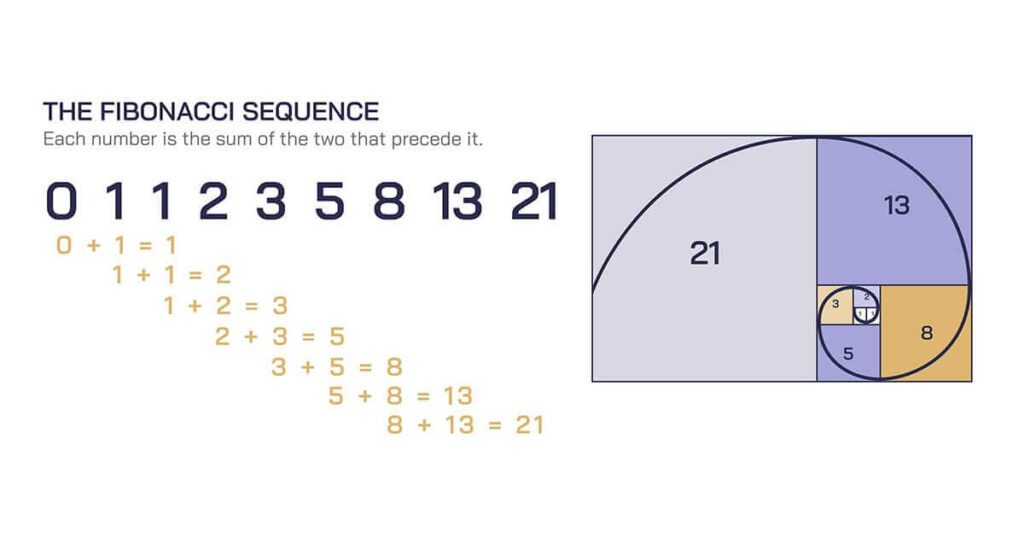 THE FIBONACCI SEQUENCE
Each number is the sum of the two that precede it.
0 1 1 2 3 5 8 13 21
0 + 1 = 1
1 + 1 = 2
1 + 2 = 3
2 + 3 = 5
3 + 5 = 8
5 + 8 = 13
8 + 13 = 21
21
13
3
2
1 1
8
5